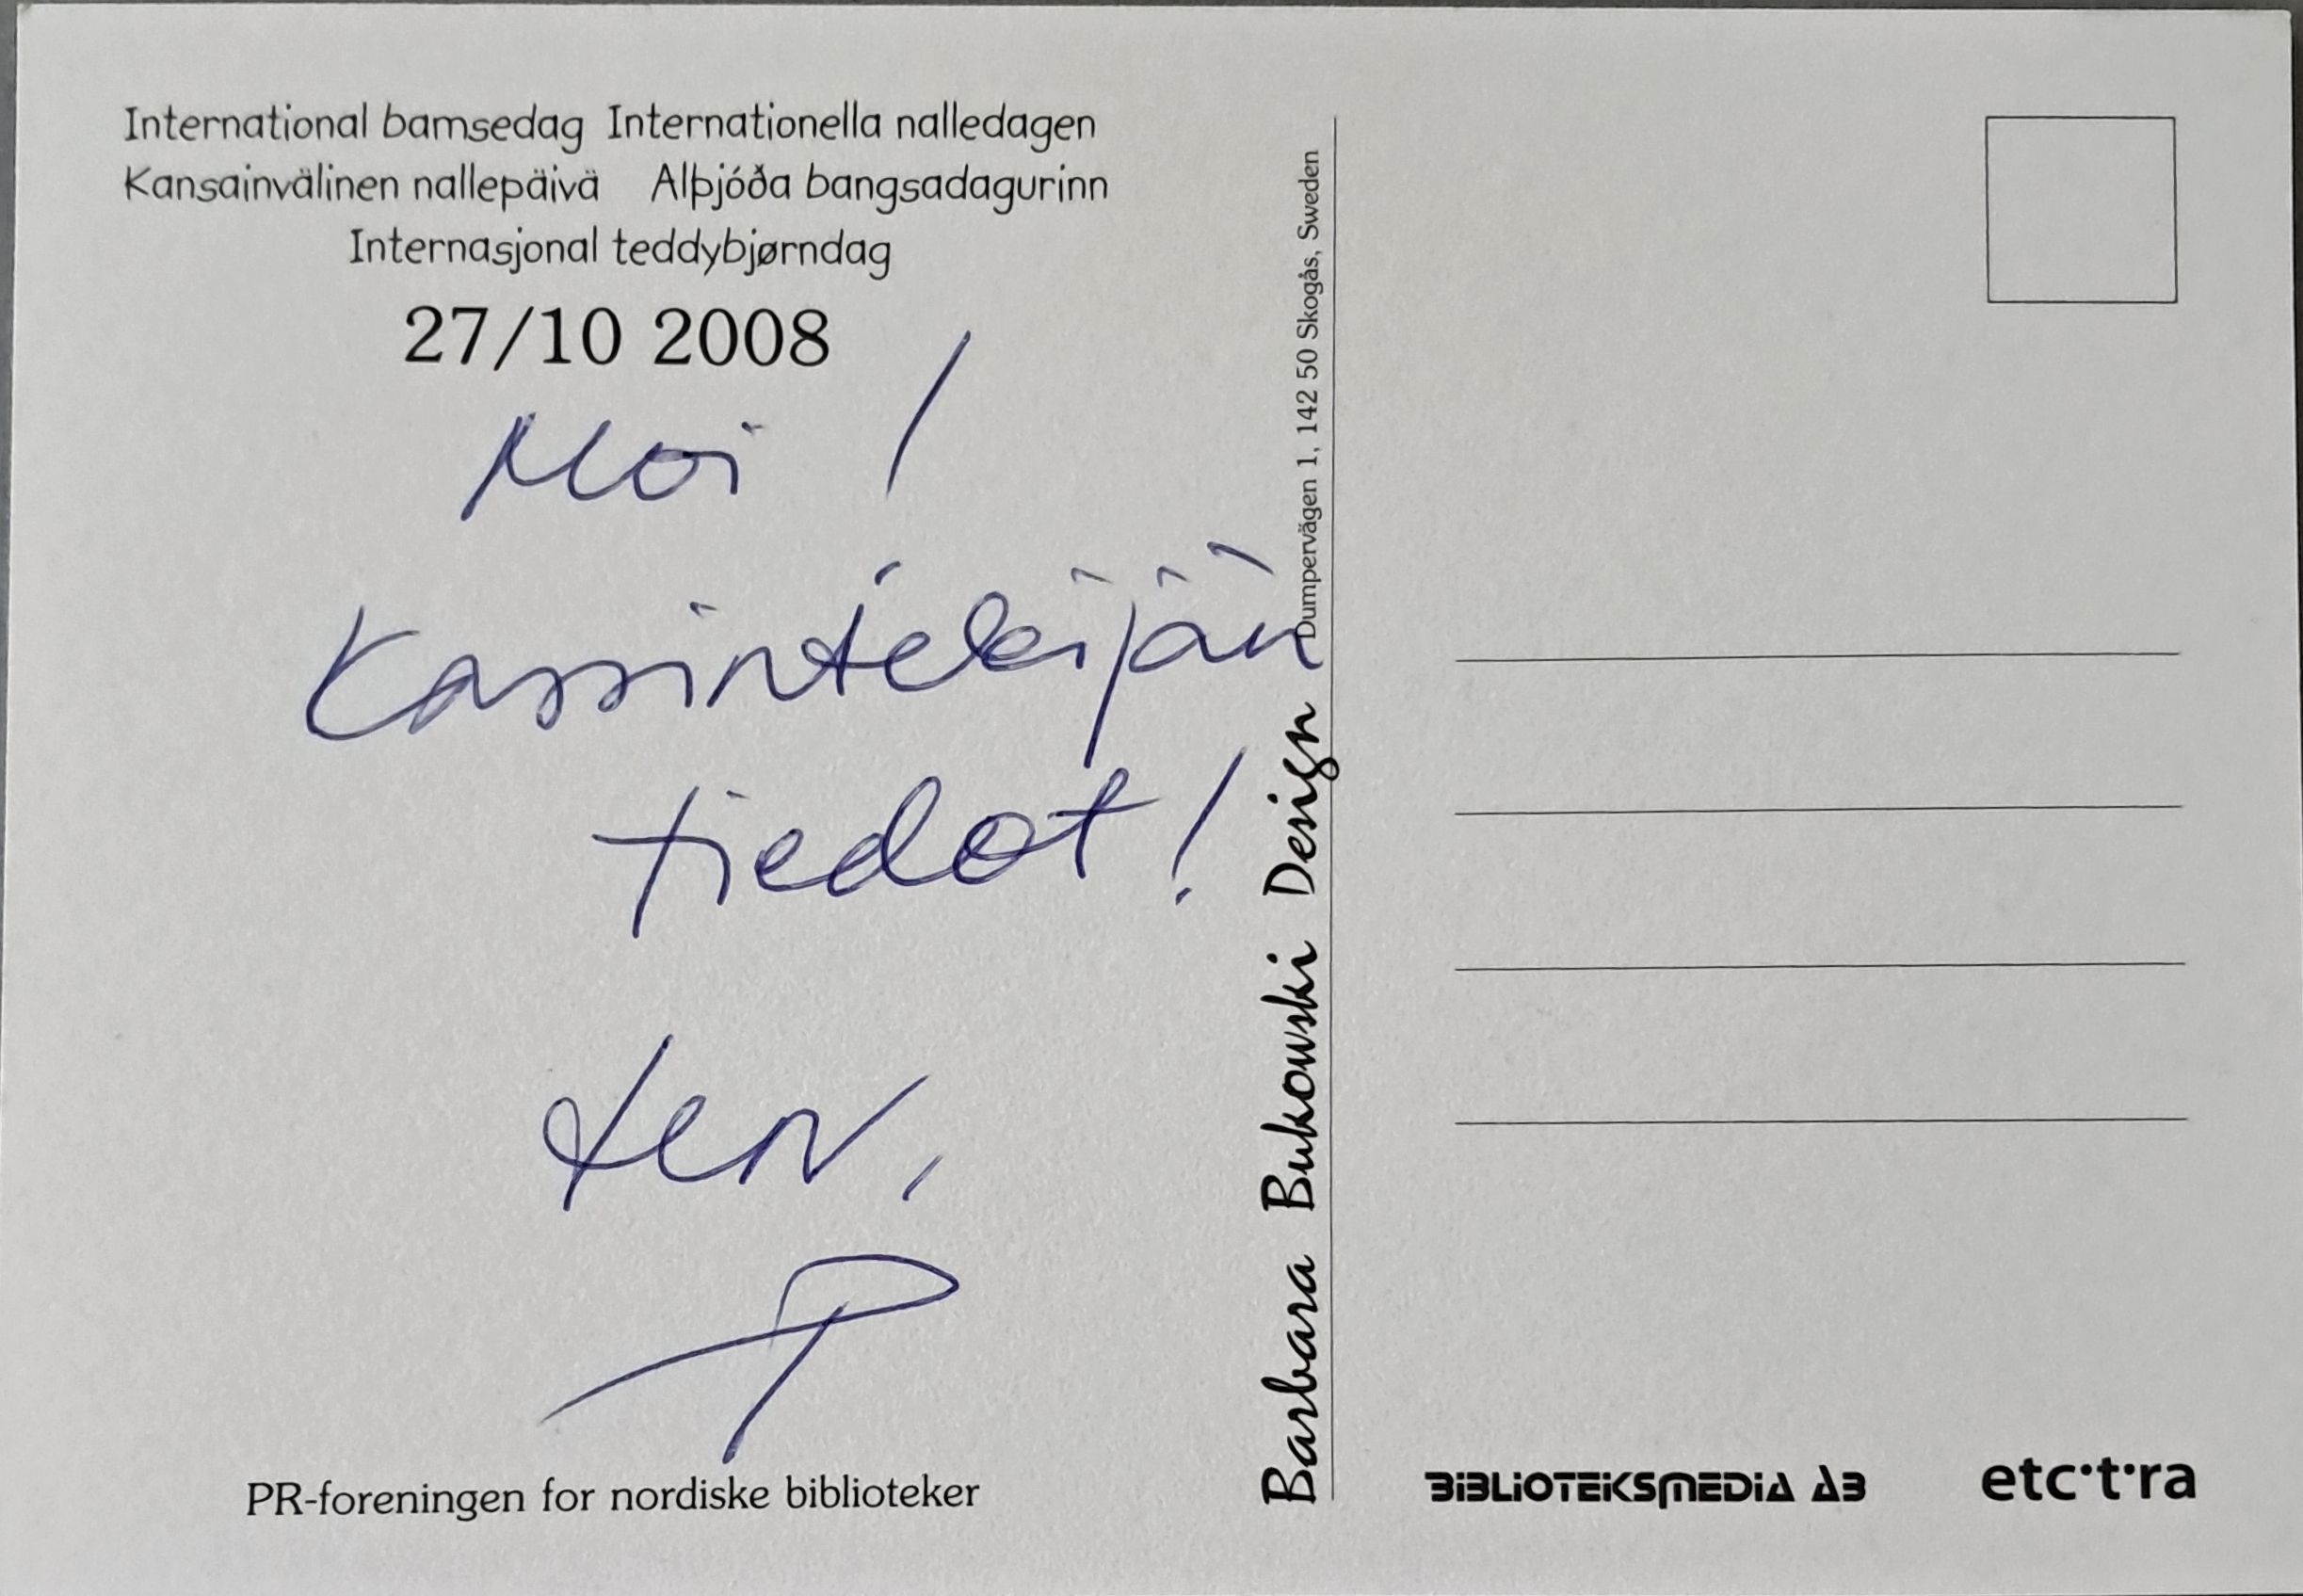 International bamsedag Internationella nalledagen
Kansainvälinen nallepäivä Alþjóða bangsadagurinn
Internasjonal teddybjørndag
27/10 2008
Moi!
Kassintekijän
tiedot!
terv,
P
PR-foreningen for nordiske biblioteker
Barbara Bukowski Design Dumpervägen 1, 142 50 Skogås, Sweden
BIBLIOTEKSMEDIA AB
etc·t·ra